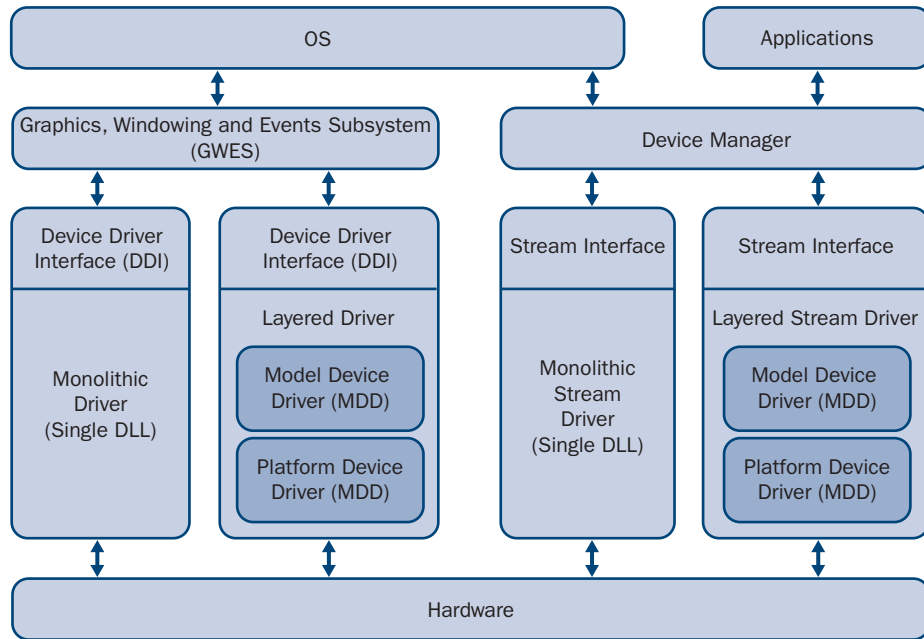 OS
Applications
Graphics, Windowing and Events Subsystem
(GWES)
Device Manager
Device Driver
Interface (DDI)
Monolithic
Driver
(Single DLL)
Device Driver
Interface (DDI)
Layered Driver
Model Device
Driver (MDD)
Platform Device
Driver (MDD)
Stream Interface
Monolithic
Stream
Driver
(Single DLL)
Stream Interface
Layered Stream Driver
Model Device
Driver (MDD)
Platform Device
Driver (MDD)
Hardware